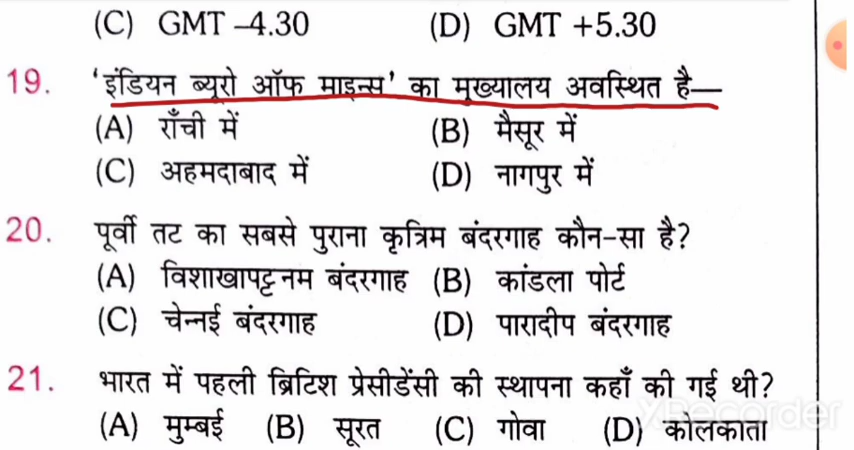 (C) GMT –4.30 (D) GMT +5.30
19. 'इंडियन ब्यूरो ऑफ माइन्स' का मुख्यालय अवस्थित है—
(A) राँची में (B) मैसूर में
(C) अहमदाबाद में (D) नागपुर में
20. पूर्वी तट का सबसे पुराना कृत्रिम बंदरगाह कौन-सा है?
(A) विशाखापट्टनम बंदरगाह (B) कांडला पोर्ट
(C) चेन्नई बंदरगाह (D) पारादीप बंदरगाह
21. भारत में पहली ब्रिटिश प्रेसीडेंसी की स्थापना कहाँ की गई थी?
XRecorder
(A) मुम्बई (B) सूरत (C) गोवा (D) कोलकाता